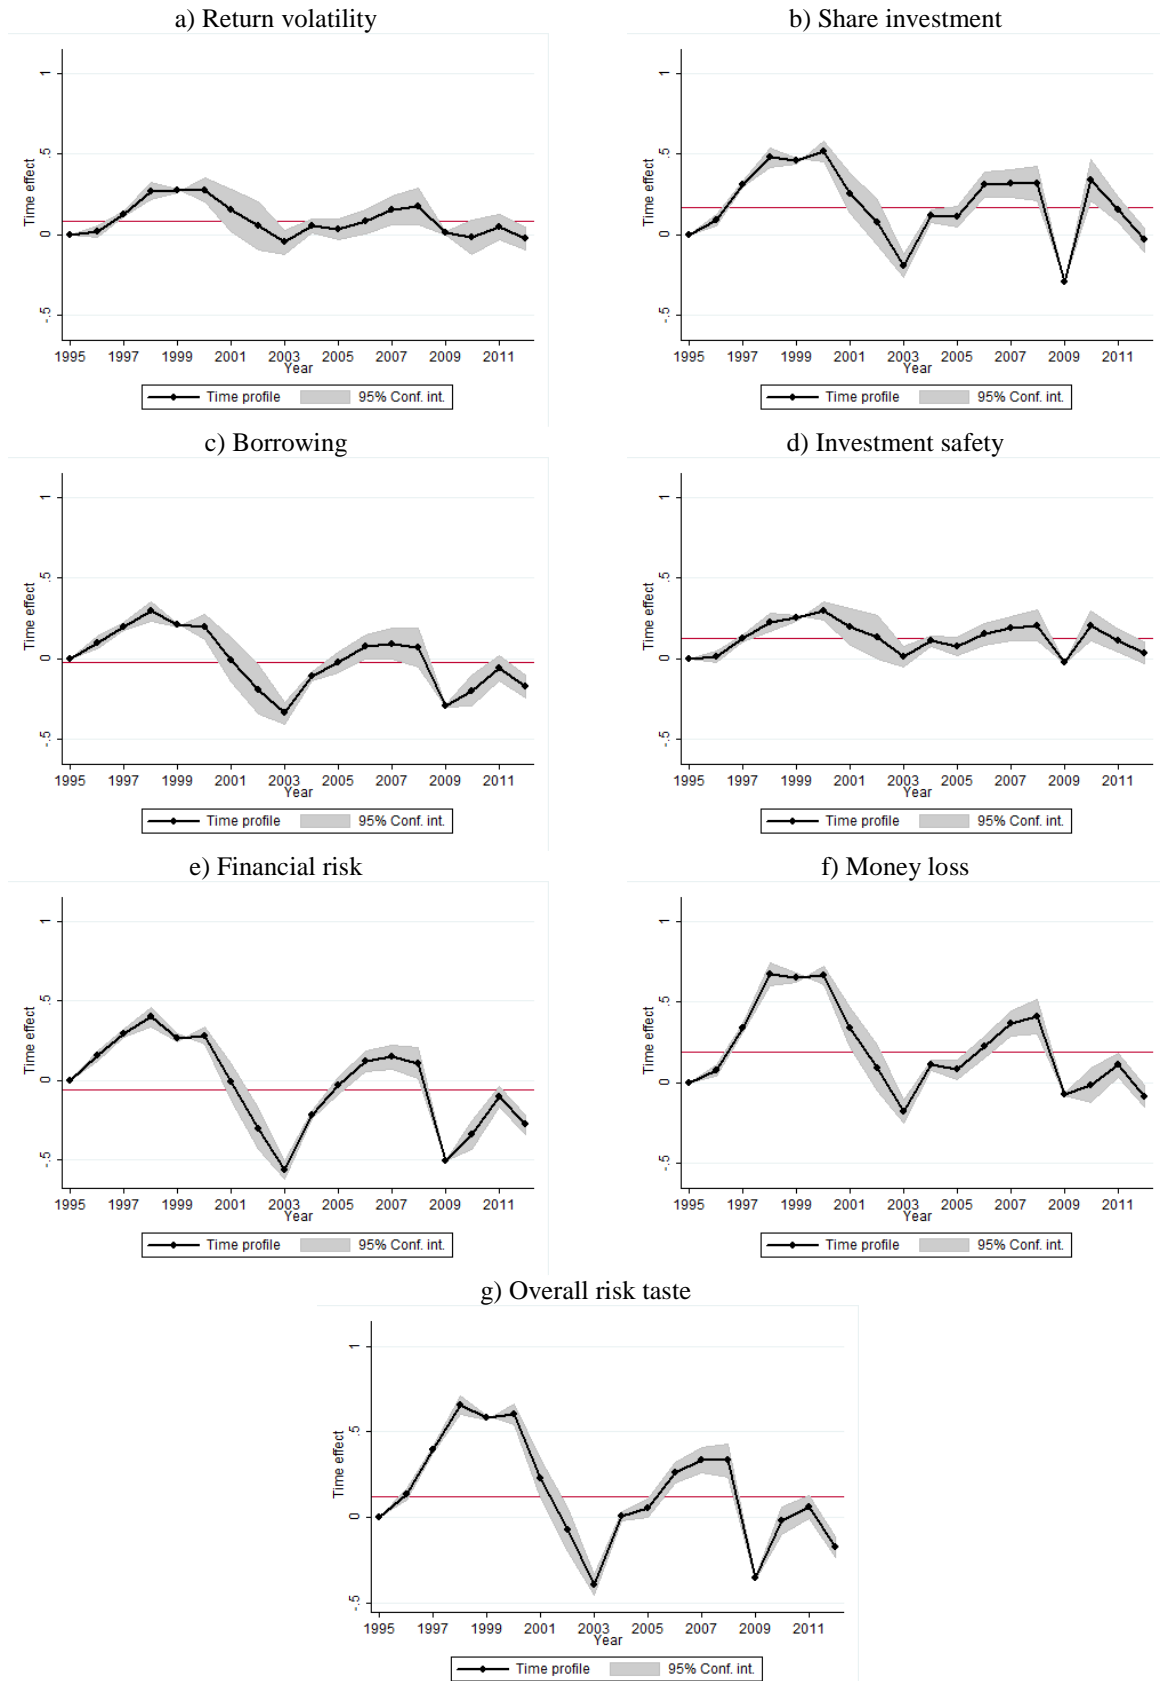 a) Return volatility
b) Share investment
1
.5
0
-.5
Time effect
1995 1997 1999 2001 2003 2005 2007 2009 2011
Year
Time profile 95% Conf. int.
1
.5
0
-.5
Time effect
1995 1997 1999 2001 2003 2005 2007 2009 2011
Year
Time profile 95% Conf. int.
c) Borrowing
d) Investment safety
1
.5
0
-.5
Time effect
1995 1997 1999 2001 2003 2005 2007 2009 2011
Year
Time profile 95% Conf. int.
1
.5
0
-.5
Time effect
1995 1997 1999 2001 2003 2005 2007 2009 2011
Year
Time profile 95% Conf. int.
e) Financial risk
f) Money loss
1
.5
0
-.5
Time effect
1995 1997 1999 2001 2003 2005 2007 2009 2011
Year
Time profile 95% Conf. int.
1
.5
0
-.5
Time effect
1995 1997 1999 2001 2003 2005 2007 2009 2011
Year
Time profile 95% Conf. int.
g) Overall risk taste
1
.5
0
-.5
Time effect
1995 1997 1999 2001 2003 2005 2007 2009 2011
Year
Time profile 95% Conf. int.